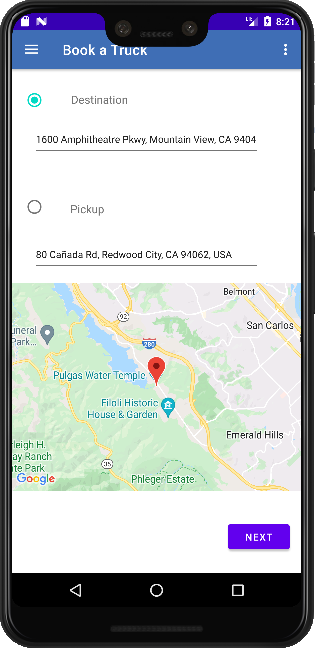 8:21
Book a Truck
Destination
1600 Amphitheatre Pkwy, Mountain View, CA 9404
Pickup
80 Cañada Rd, Redwood City, CA 94062, USA
Belmont
92
San Carlos
uneral
Park...
280
Pulgas Water Temple
Filoli Historic
House & Garden
Emerald Hills
leigh H.
ay Ranch
ate Park
35
Phleger Estate.
Google
NEXT